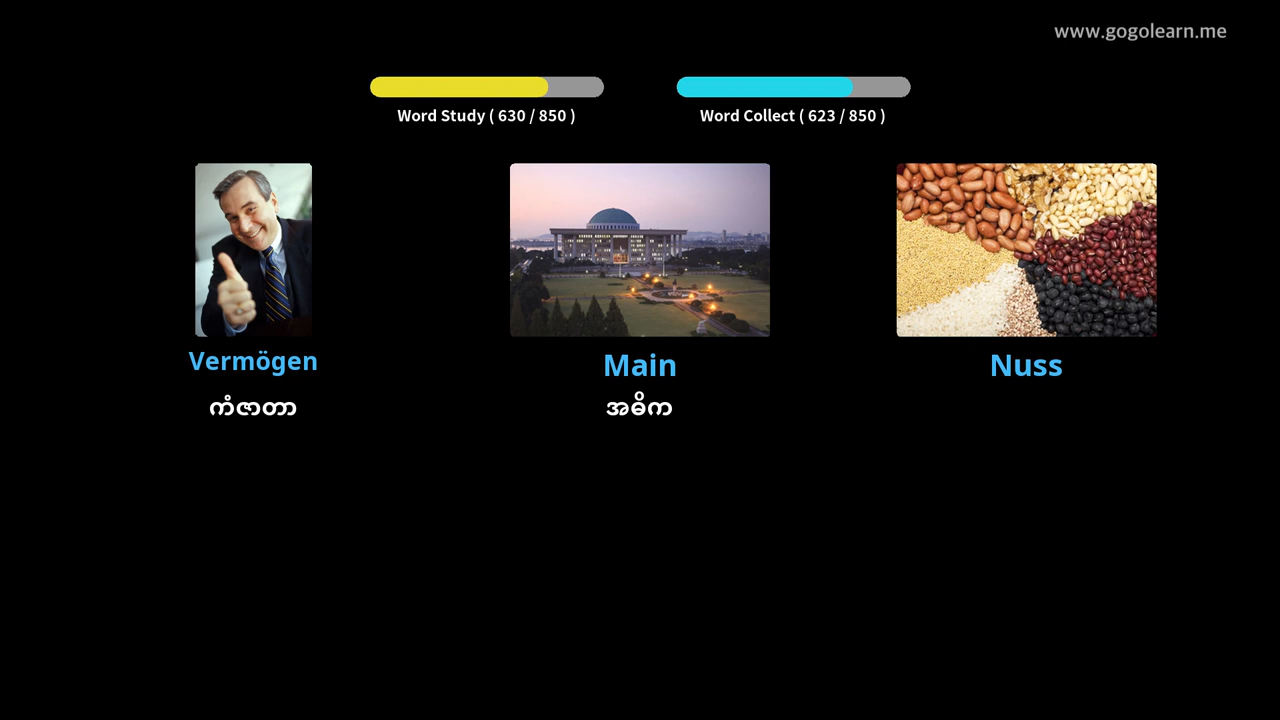 www.gogolearn.me
Word Study ( 630 / 850 )
Word Collect ( 623 / 850 )
Vermögen
Main
Nuss
ကံဇာတာ
အဓိက